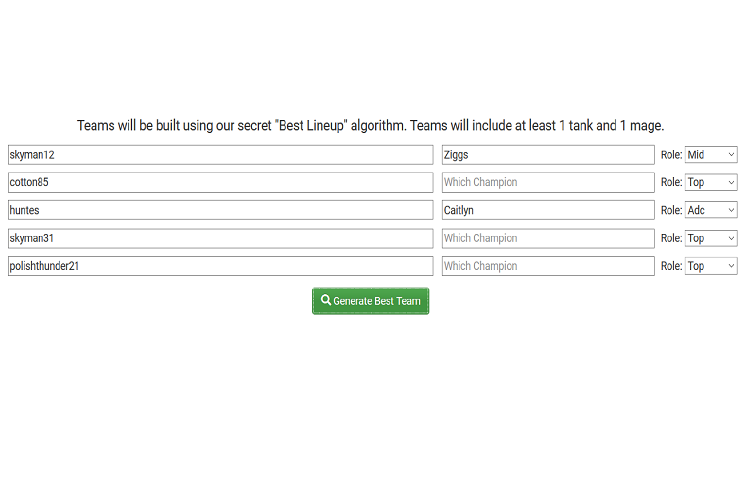 Teams will be built using our secret "Best Lineup" algorithm. Teams will include at least 1 tank and 1 mage.
skyman12 Ziggs Role: Mid
cotton85 Which Champion Role: Top
huntes Caitlyn Role: Adc
skyman31 Which Champion Role: Top
polishthunder21 Which Champion Role: Top
Generate Best Team